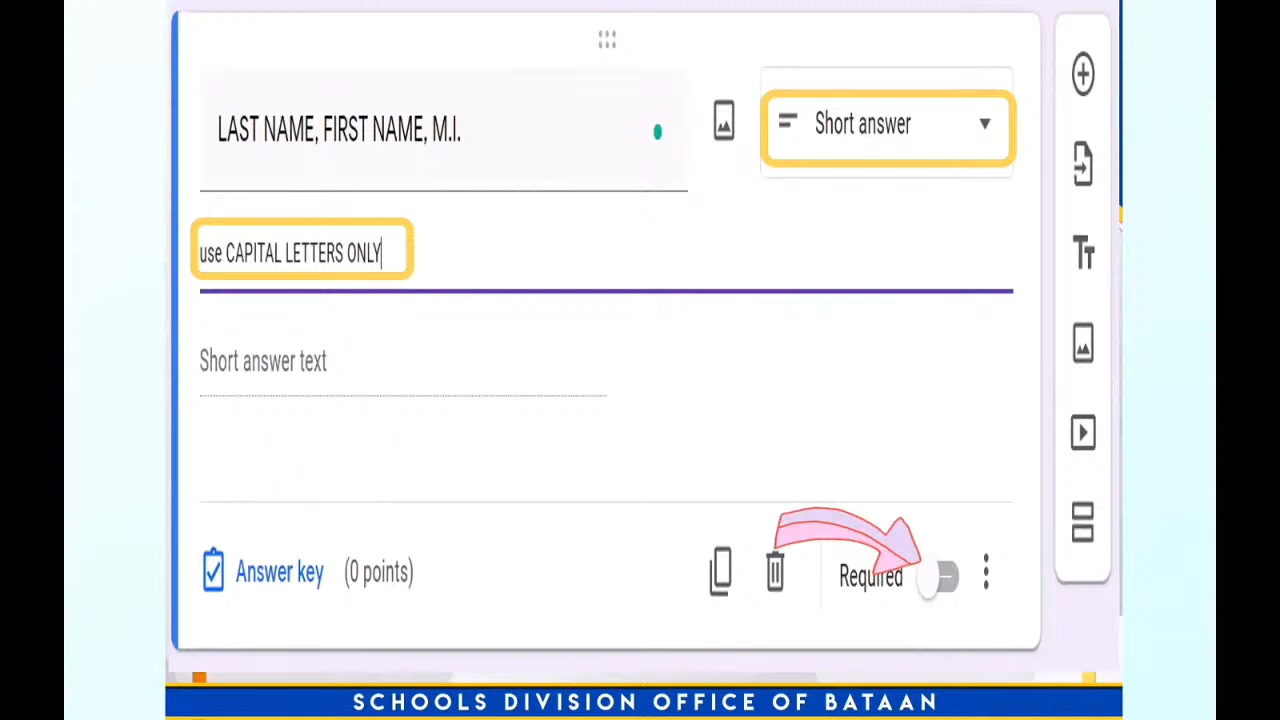 LAST NAME, FIRST NAME, M.I.
Short answer
use CAPITAL LETTERS ONLY
Short answer text
Answer key (0 points)
Required
Tт
SCHOOLS DIVISION OFFICE OF BATAAN